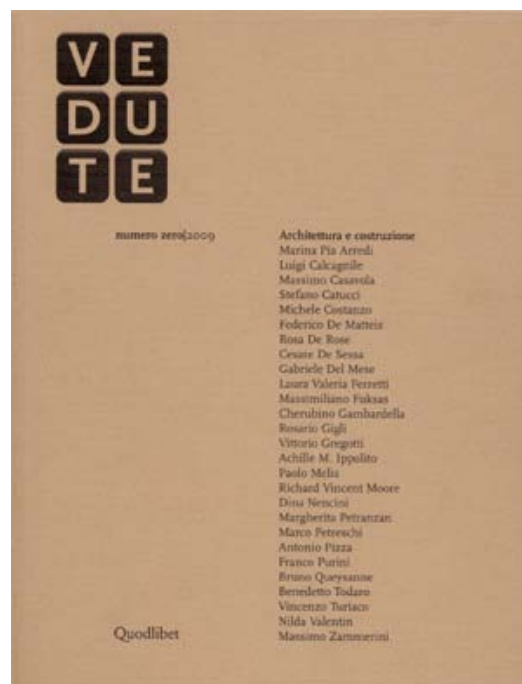 VE
DU
TE
numero zero|2009
Architettura e costruzione
Marina Pia Arredi
Luigi Calcagnile
Massimo Casavola
Stefano Catucci
Michele Costanzo
Federico De Matteis
Rosa De Rose
Cesare De Sessa
Gabriele Del Mese
Laura Valeria Ferretti
Massimiliano Fuksas
Cherubino Gambardella
Rosario Gigli
Vittorio Gregotti
Achille M. Ippolito
Paolo Melis
Richard Vincent Moore
Dina Nencini
Margherita Petranzan
Marco Petreschi
Antonio Pizza
Franco Purini
Bruno Queysanne
Benedetto Todaro
Vincenzo Turiaco
Nilda Valentin
Massimo Zammerini
Quodlibet